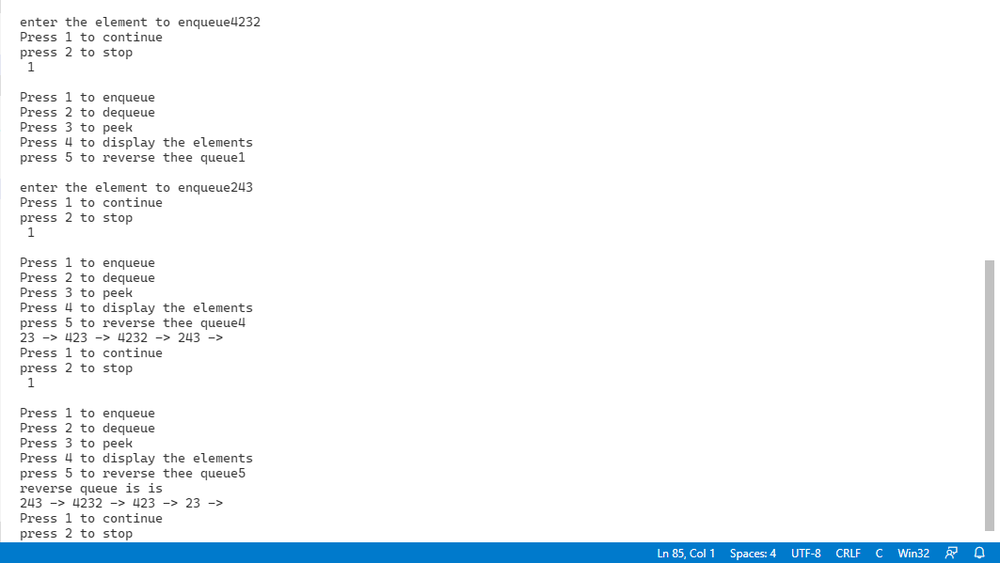 enter the element to enqueue4232
Press 1 to continue
press 2 to stop
1
Press 1 to enqueue
Press 2 to dequeue
Press 3 to peek
Press 4 to display the elements
press 5 to reverse thee queue1
enter the element to enqueue243
Press 1 to continue
press 2 to stop
1
Press 1 to enqueue
Press 2 to dequeue
Press 3 to peek
Press 4 to display the elements
press 5 to reverse thee queue4
23 -> 423 -> 4232 -> 243 ->
Press 1 to continue
press 2 to stop
1
Press 1 to enqueue
Press 2 to dequeue
Press 3 to peek
Press 4 to display the elements
press 5 to reverse thee queue5
reverse queue is is
243 -> 4232 -> 423 -> 23 ->
Press 1 to continue
press 2 to stop
Ln 85, Col 1 Spaces: 4 UTF-8 CRLF C Win32